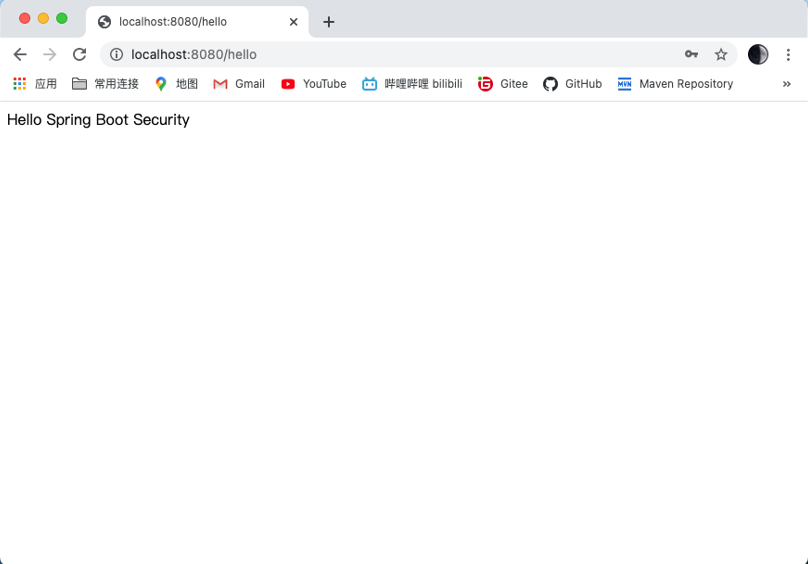 localhost:8080/hello
localhost:8080/hello
应用 常用连接 地图 Gmail YouTube 哔哩哔哩 bilibili Gitee GitHub MVN Maven Repository »
Hello Spring Boot Security